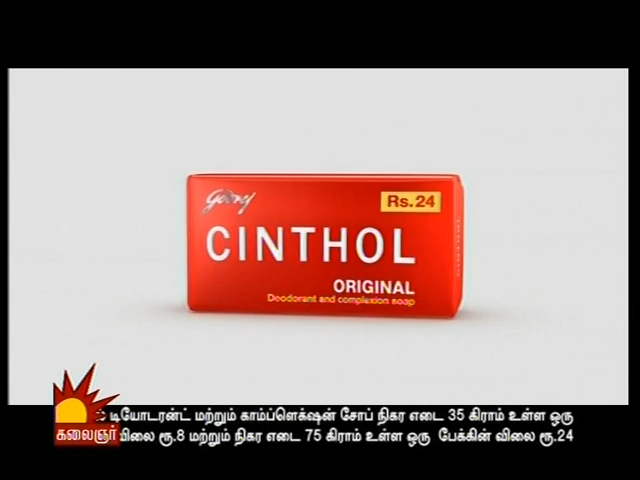 Godrej
Rs.24
CINTHOL
ORIGINAL
Deodorant and complexion soap
CINTHOL
டியோடரன்ட் மற்றும் காம்ப்ளெக்ஷன் சோப் நிகர எடை 35 கிராம் உள்ள ஒரு
விலை ரூ.8 மற்றும் நிகர எடை 75 கிராம் உள்ள ஒரு பேக்கின் விலை ரூ.24
கலைஞர்